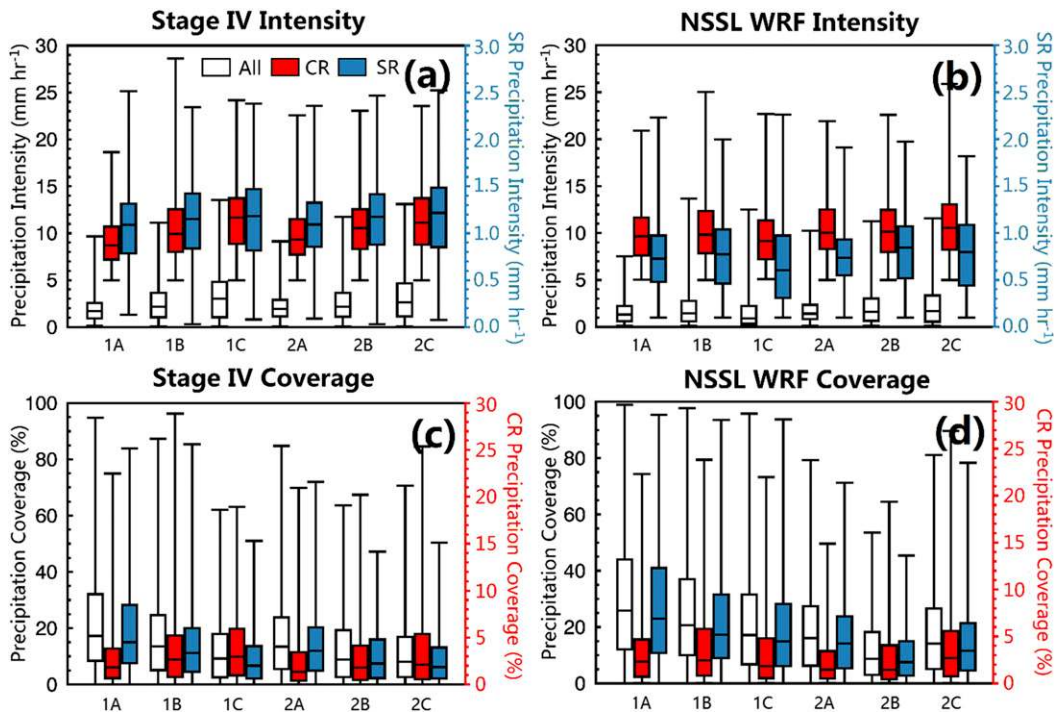 Stage IV Intensity
NSSL WRF Intensity
Precipitation Intensity (mm hr-1)
30
25
20
15
10
5
0
All CR SR
(a)
3.0
2.5
2.0
1.5
1.0
0.5
0.0
SR Precipitation Intensity (mm hr-1)
1A 1B 1C 2A 2B 2C
Precipitation Intensity (mm hr-1)
30
25
20
15
10
5
0
(b)
3.0
2.5
2.0
1.5
1.0
0.5
0.0
SR Precipitation Intensity (mm hr-1)
1A 1B 1C 2A 2B 2C
Stage IV Coverage
NSSL WRF Coverage
Precipitation Coverage (%)
100
80
60
40
20
0
(c)
30
25
20
15
10
5
0
CR Precipitation Coverage (%)
1A 1B 1C 2A 2B 2C
Precipitation Coverage (%)
100
80
60
40
20
0
(d)
30
25
20
15
10
5
0
CR Precipitation Coverage (%)
1A 1B 1C 2A 2B 2C